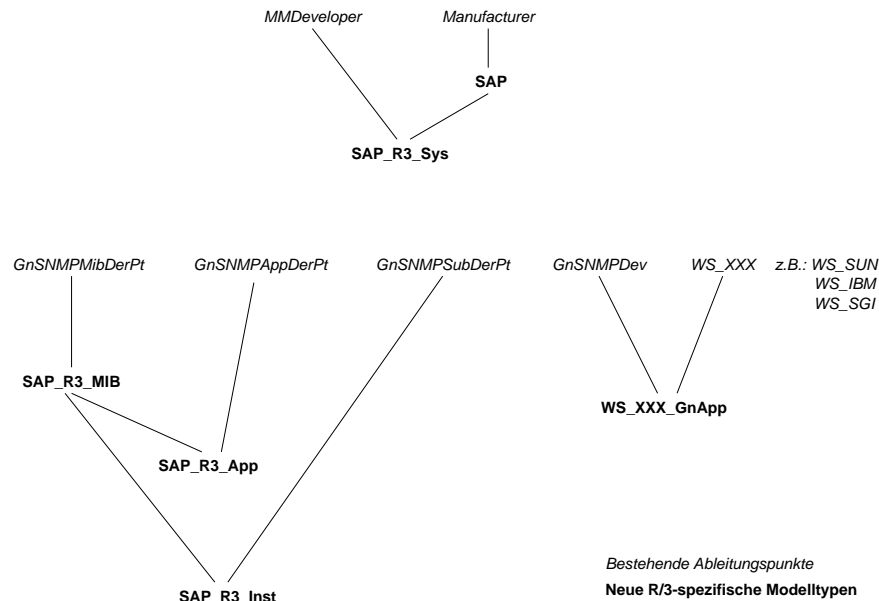 MMDeveloper
Manufacturer
SAP
SAP_R3_Sys
GnSNMPMibDerPt
GnSNMPAppDerPt
GnSNMPSubDerPt
GnSNMPDev
WS_XXX
z.B.: WS_SUN
WS_IBM
WS_SGI
SAP_R3_MIB
WS_XXX_GnApp
SAP_R3_App
SAP_R3_Inst
Bestehende Ableitungspunkte
Neue R/3-spezifische Modelltypen